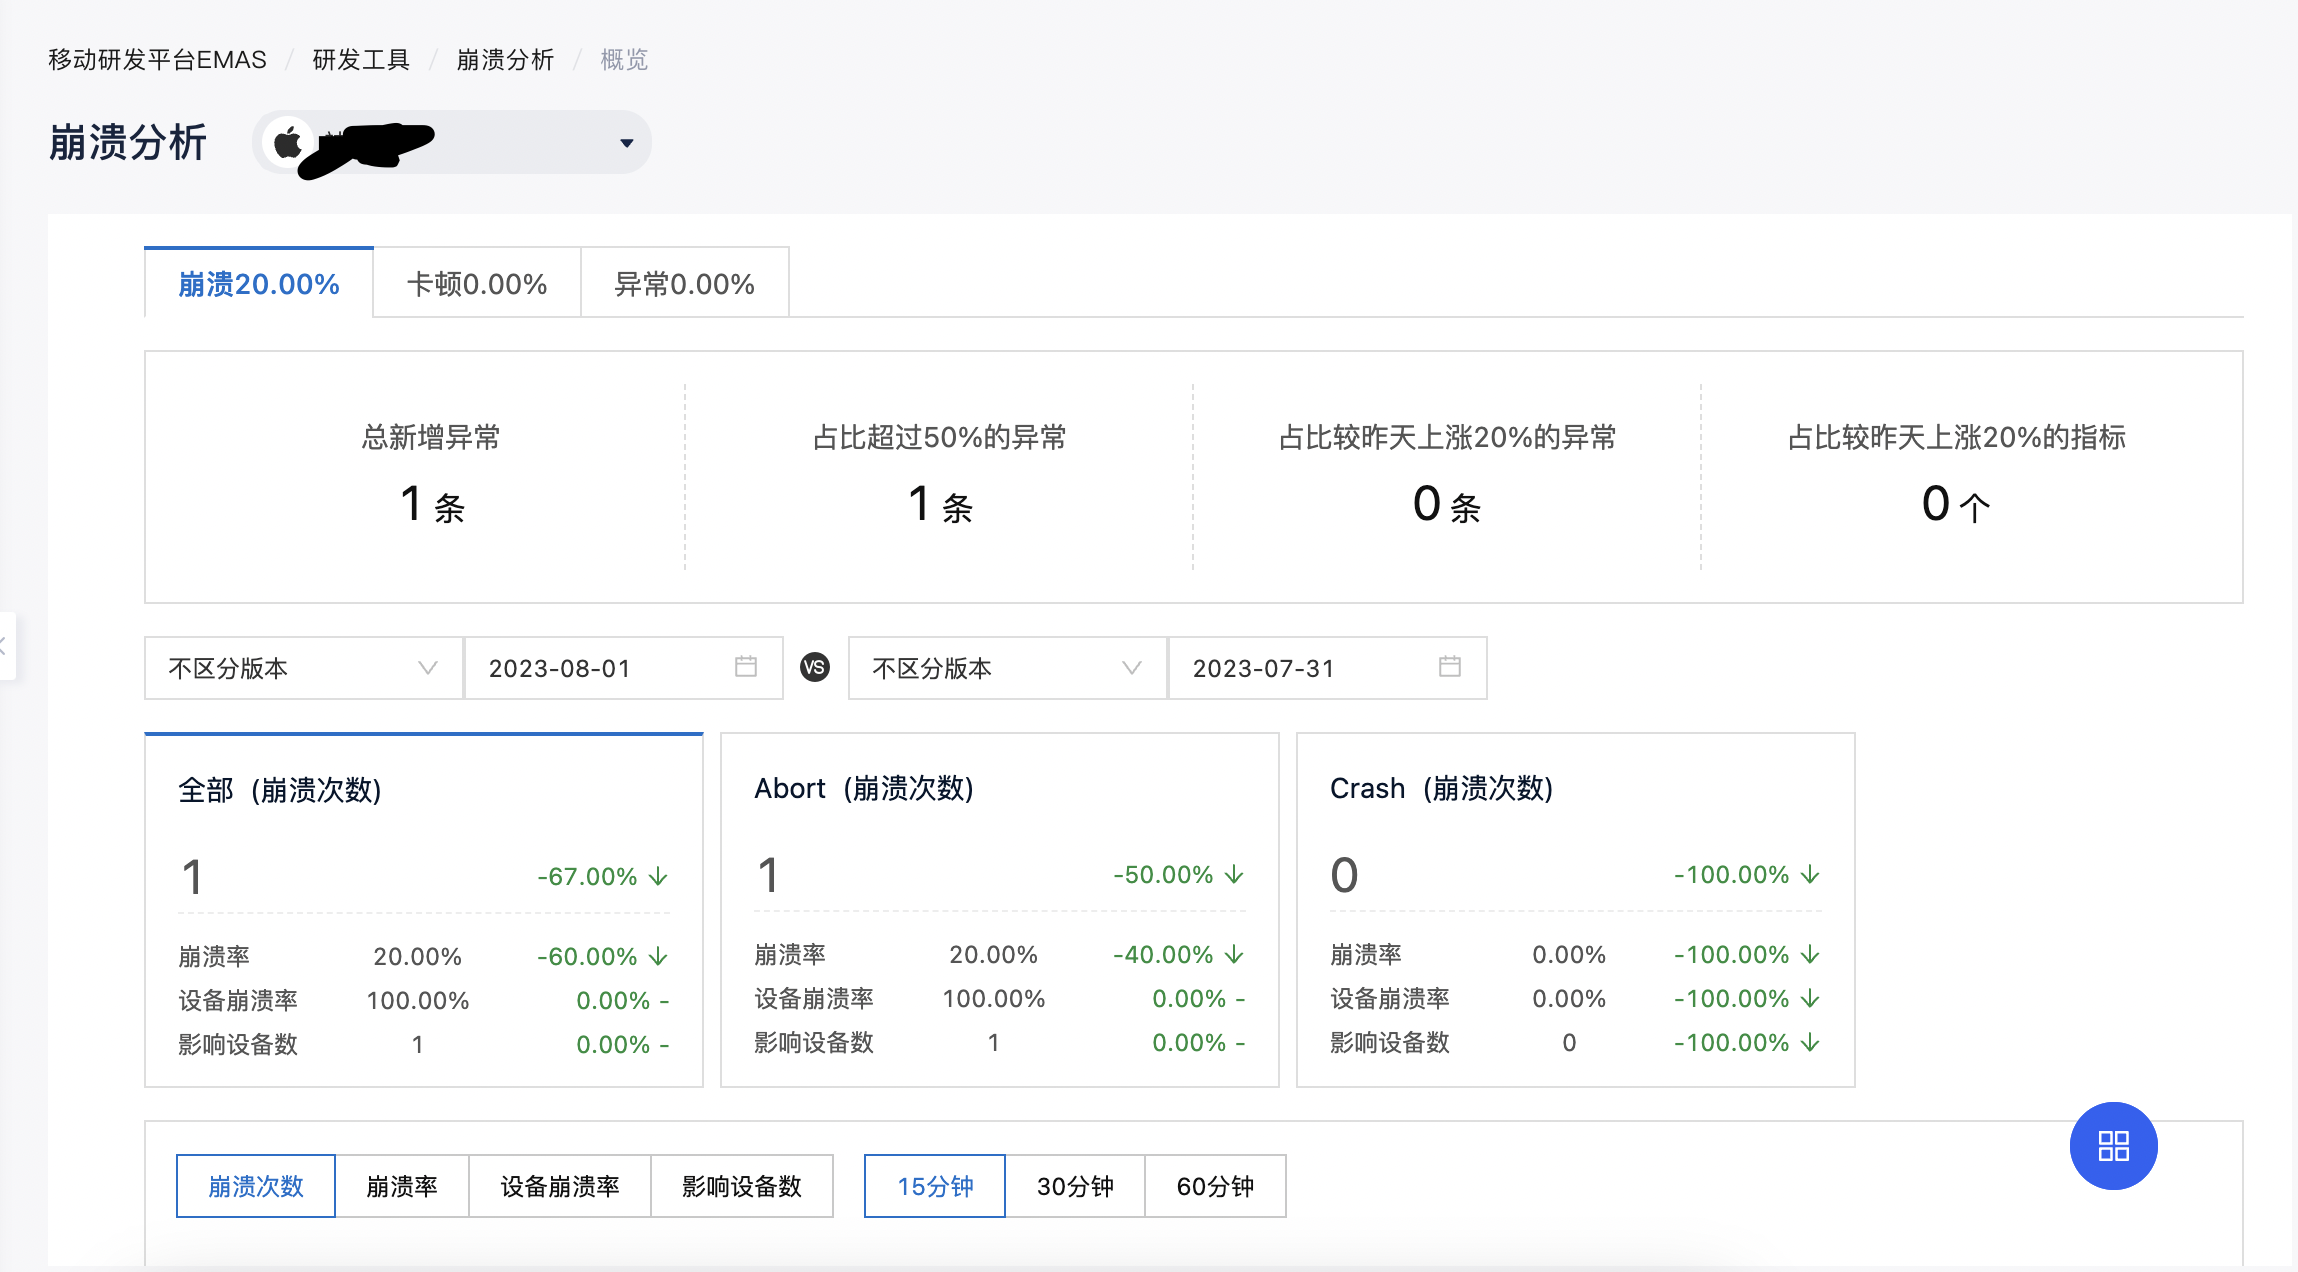 移动研发平台EMAS / 研发工具 / 崩溃分析 / 概览
崩溃分析
崩溃20.00% 卡顿0.00% 异常0.00%
总新增异常 占比超过50%的异常 占比较昨天上涨20%的异常 占比较昨天上涨20%的指标
1 条 1 条 0 条 0 个
不区分版本 2023-08-01 VS 不区分版本 2023-07-31
全部 (崩溃次数) Abort (崩溃次数) Crash (崩溃次数)
1 -67.00% ↓ 1 -50.00% ↓ 0 -100.00% ↓
崩溃率 20.00% -60.00% ↓ 崩溃率 20.00% -40.00% ↓ 崩溃率 0.00% -100.00% ↓
设备崩溃率 100.00% 0.00% - 设备崩溃率 100.00% 0.00% - 设备崩溃率 0.00% -100.00% ↓
影响设备数 1 0.00% - 影响设备数 1 0.00% - 影响设备数 0 -100.00% ↓
崩溃次数 崩溃率 设备崩溃率 影响设备数 15分钟 30分钟 60分钟